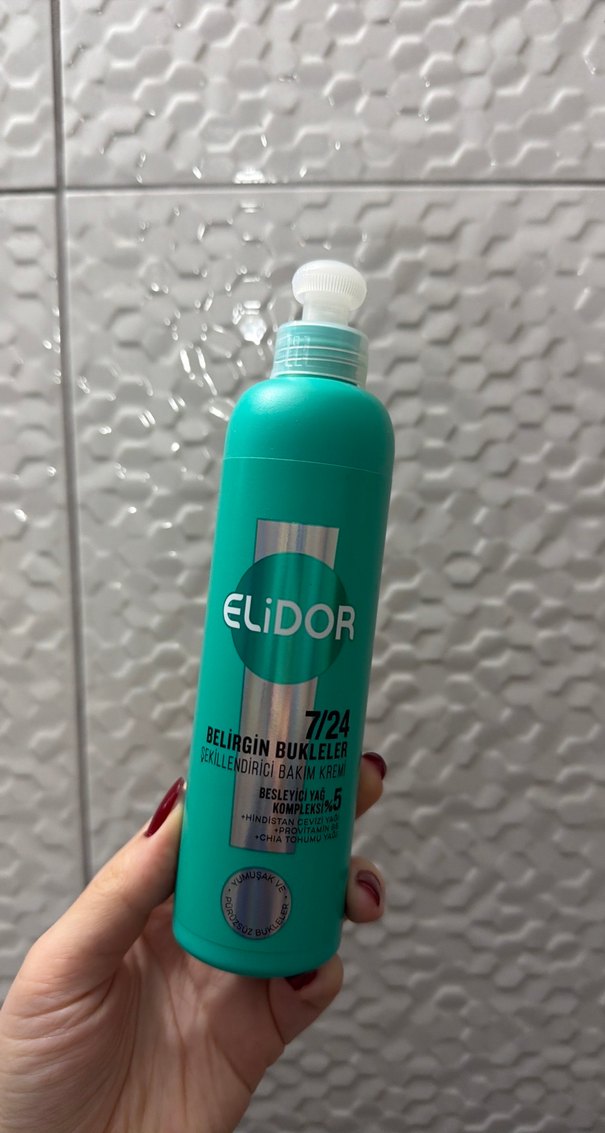 ELiDOR
7/24
BELİRGİN BUKLELER
ŞEKİLLENDİRİCİ BAKIM KREMİ
BESLEYİCİ YAĞ
KOMPLEKSİ %5
+HİNDİSTAN CEVİZİ YAĞI
+PROVİTAMİN B5
+CHIA TOHUMU YAĞI
• YUMUŞAK VE •
PÜRÜZSÜZ BUKLELER